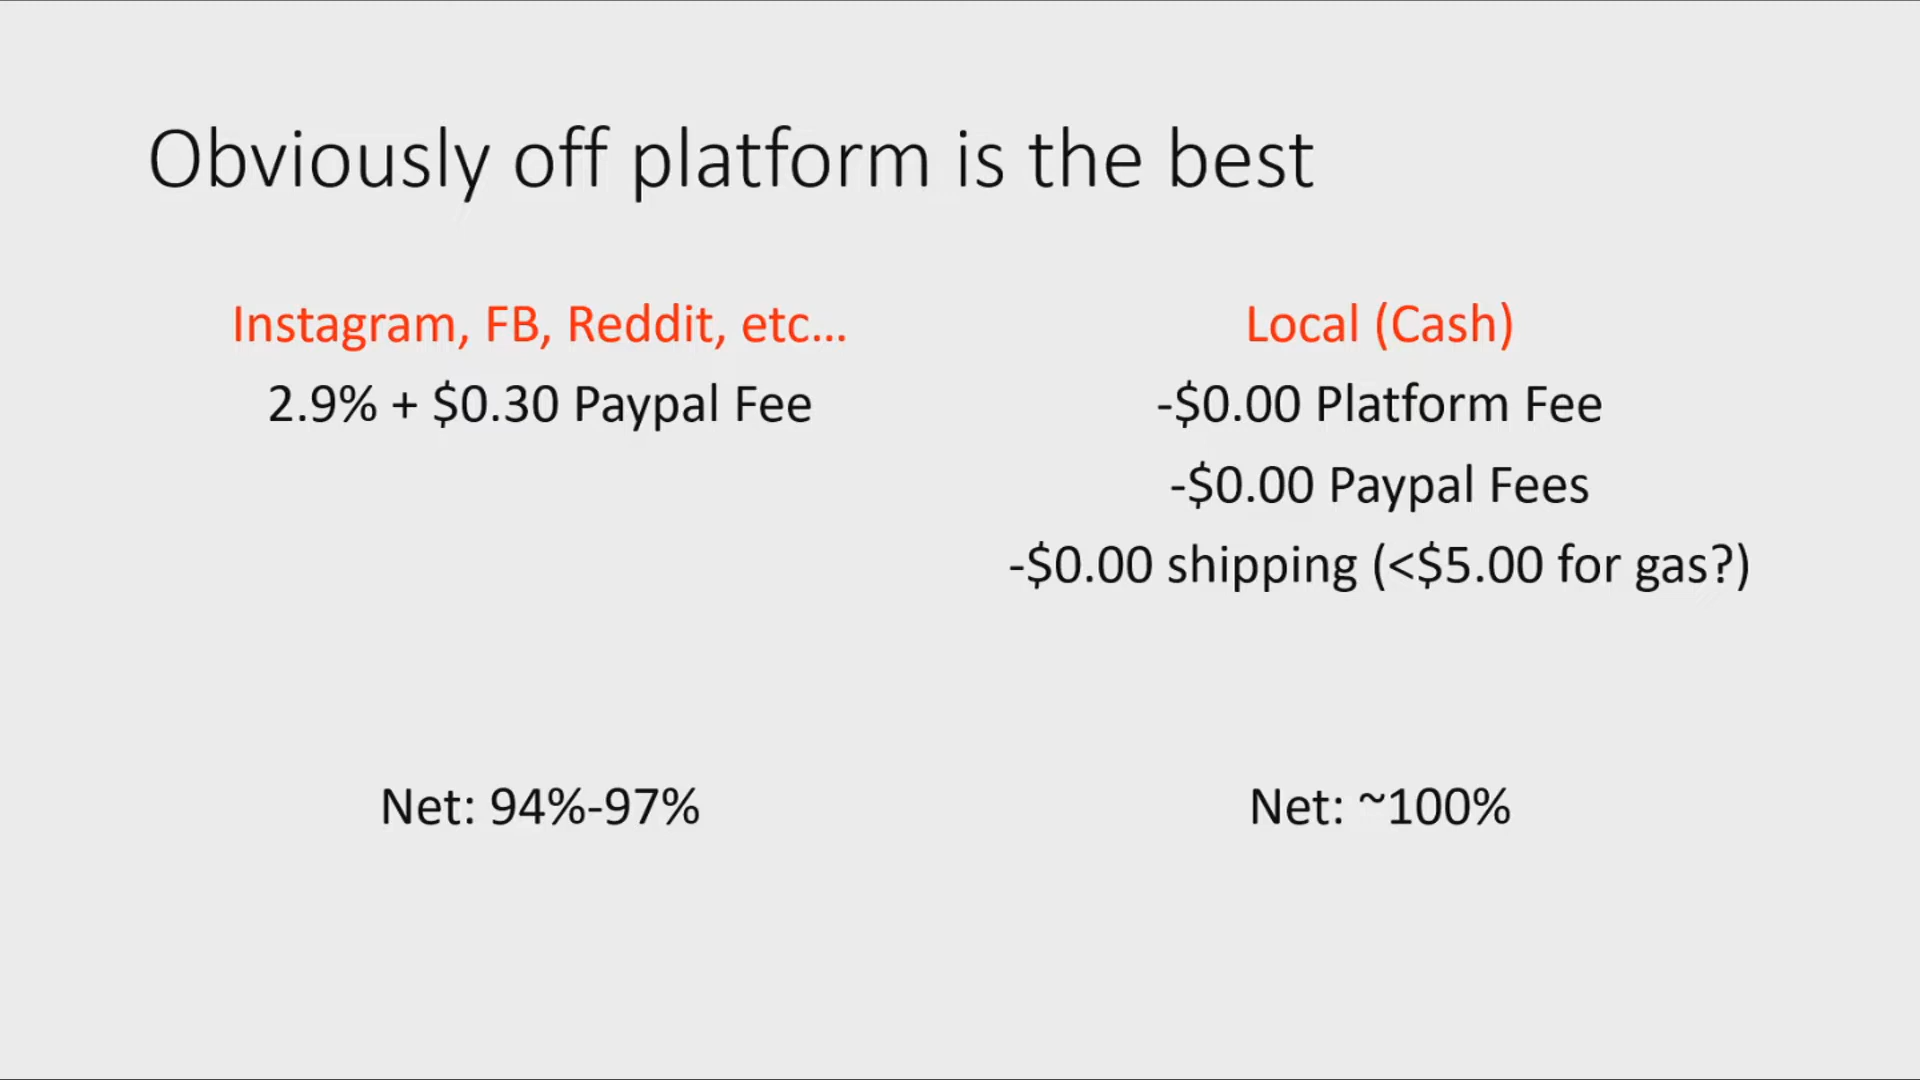 Obviously off platform is the best
Instagram, FB, Reddit, etc...
2.9% + $0.30 Paypal Fee
Net: 94%-97%
Local (Cash)
-$0.00 Platform Fee
-$0.00 Paypal Fees
-$0.00 shipping (<$5.00 for gas?)
Net: ~100%